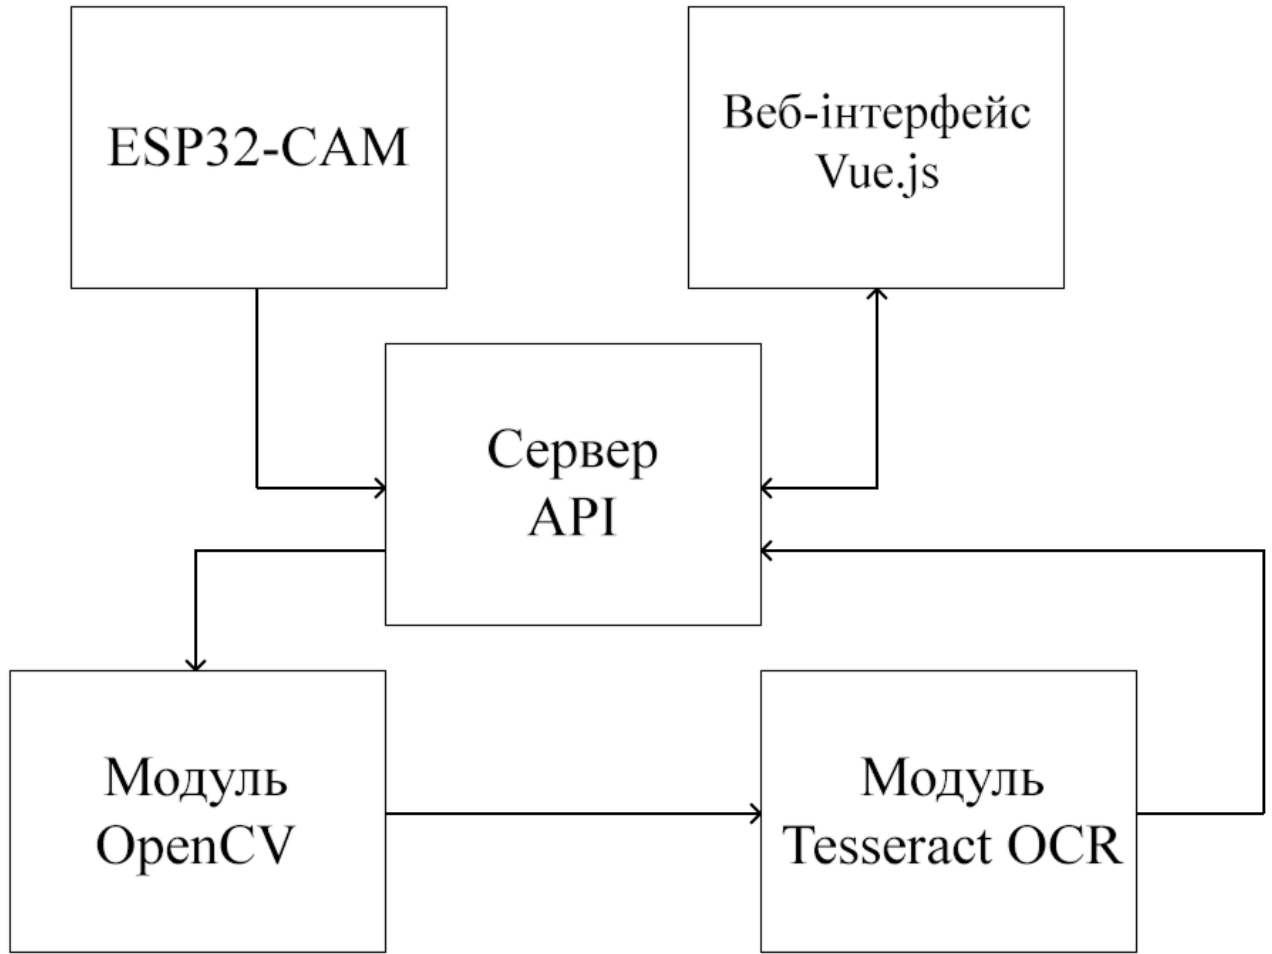 ESP32-CAM
Веб-інтерфейс
Vue.js
Сервер
API
Модуль
OpenCV
Модуль
Tesseract OCR